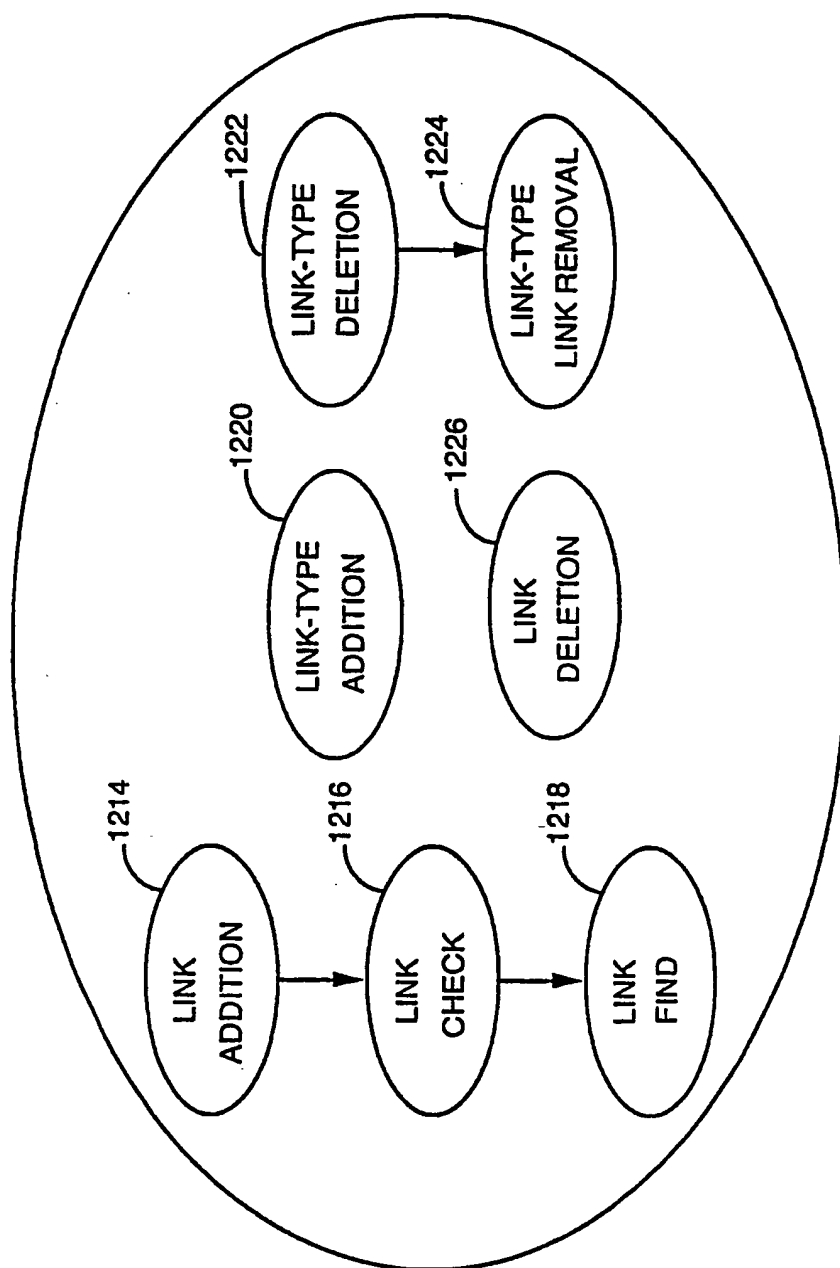 1214
LINK
ADDITION
1216
LINK
CHECK
1218
LINK
FIND
1220
LINK-TYPE
ADDITION
1226
LINK
DELETION
1222
LINK-TYPE
DELETION
1224
LINK-TYPE
LINK REMOVAL